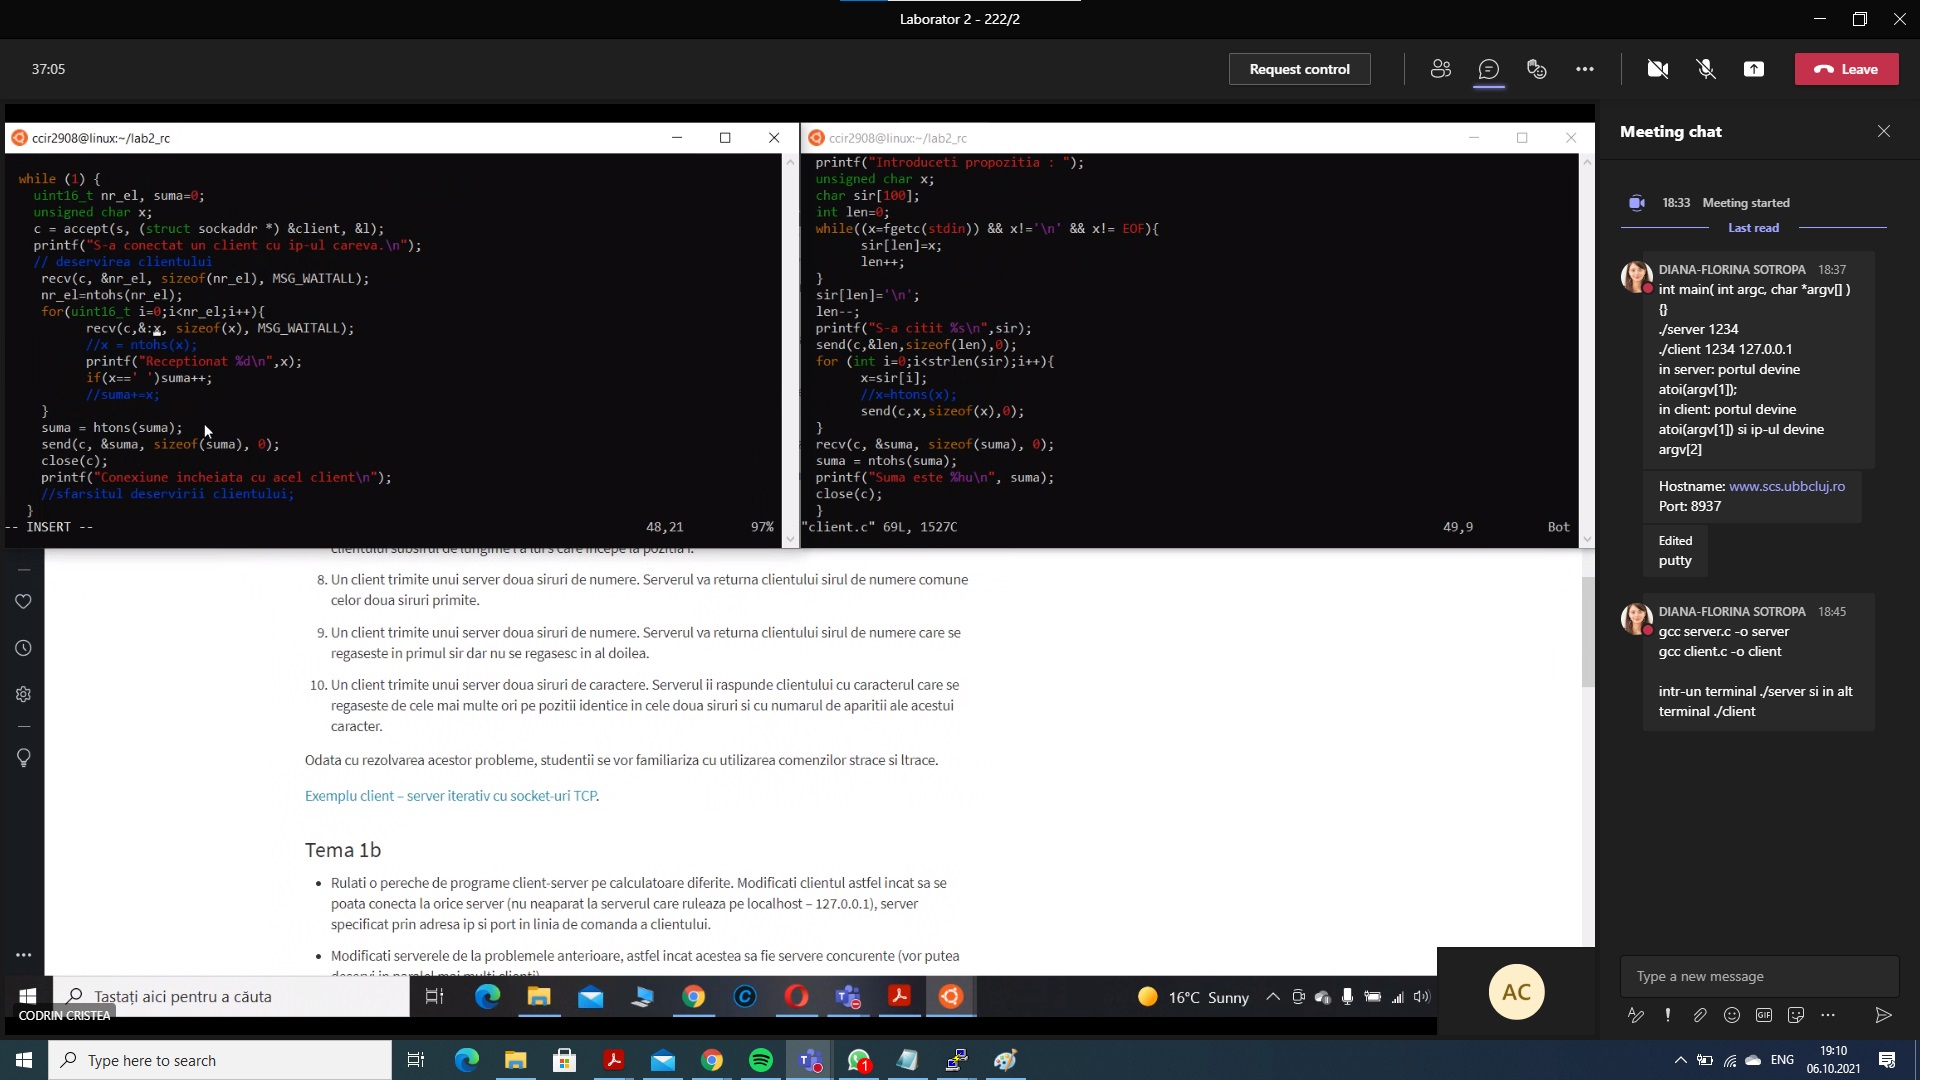 Laborator 2 - 222/2
37:05
Request control
Leave
ccir2908@linux:~/lab2_rc
while (1) {
uint16_t nr_el, suma=0;
unsigned char x;
c = accept(s, (struct sockaddr *) &client, &l);
printf("S-a conectat un client cu ip-ul careva.\n");
// deservirea clientului
recv(c, &nr_el, sizeof(nr_el), MSG_WAITALL);
nr_el=ntohs(nr_el);
for(uint16_t i=0;i<nr_el;i++){
recv(c,&:x, sizeof(x), MSG_WAITALL);
//x = ntohs(x);
printf("Receptionat %d\n",x);
if(x==' ')suma++;
//suma+=x;
}
suma = htons(suma);
send(c, &suma, sizeof(suma), 0);
close(c);
printf("Conexiune incheiata cu acel client\n");
//sfarsitul deservirii clientului;
}
-- INSERT --
48,21
97%
ccir2908@linux:~/lab2_rc
printf("Introduceti propozitia : ");
unsigned char x;
char sir[100];
int len=0;
while((x=fgetc(stdin)) && x!='\n' && x!= EOF){
sir[len]=x;
len++;
}
sir[len]='\n';
len--;
printf("S-a citit %s\n",sir);
send(c,&len,sizeof(len),0);
for (int i=0;i<strlen(sir);i++){
x=sir[i];
//x=htons(x);
send(c,x,sizeof(x),0);
}
recv(c, &suma, sizeof(suma), 0);
suma = ntohs(suma);
printf("Suma este %hu\n", suma);
close(c);
}
"client.c" 69L, 1527C
49,9
Bot
clientului subsirul de lungime l a lui s care incepe la pozitia i.
8. Un client trimite unui server doua siruri de numere. Serverul va returna clientului sirul de numere comune
celor doua siruri primite.
9. Un client trimite unui server doua siruri de numere. Serverul va returna clientului sirul de numere care se
regaseste in primul sir dar nu se regasesc in al doilea.
10. Un client trimite unui server doua siruri de caractere. Serverul ii raspunde clientului cu caracterul care se
regaseste de cele mai multe ori pe pozitii identice in cele doua siruri si cu numarul de aparitii ale acestui
caracter.
Odata cu rezolvarea acestor probleme, studentii se vor familiariza cu utilizarea comenzilor strace si ltrace.
Exemplu client – server iterativ cu socket-uri TCP.
Tema 1b
• Rulati o pereche de programe client-server pe calculatoare diferite. Modificati clientul astfel incat sa se
poata conecta la orice server (nu neaparat la serverul care ruleaza pe localhost – 127.0.0.1), server
specificat prin adresa ip si port in linia de comanda a clientului.
• Modificati serverele de la problemele anterioare, astfel incat acestea sa fie servere concurente (vor putea
deservi in paralel mai multi clienti).
Tastați aici pentru a căuta
16°C Sunny
CODRIN CRISTEA
AC
Meeting chat
18:33 Meeting started
Last read
DIANA-FLORINA SOTROPA 18:37
int main( int argc, char *argv[] )
{}
./server 1234
./client 1234 127.0.0.1
in server: portul devine
atoi(argv[1]);
in client: portul devine
atoi(argv[1]) si ip-ul devine
argv[2]
Hostname: www.scs.ubbcluj.ro
Port: 8937
Edited
putty
DIANA-FLORINA SOTROPA 18:45
gcc server.c -o server
gcc client.c -o client
intr-un terminal ./server si in alt
terminal ./client
Type a new message
GIF
Type here to search
1
ENG
19:10
06.10.2021